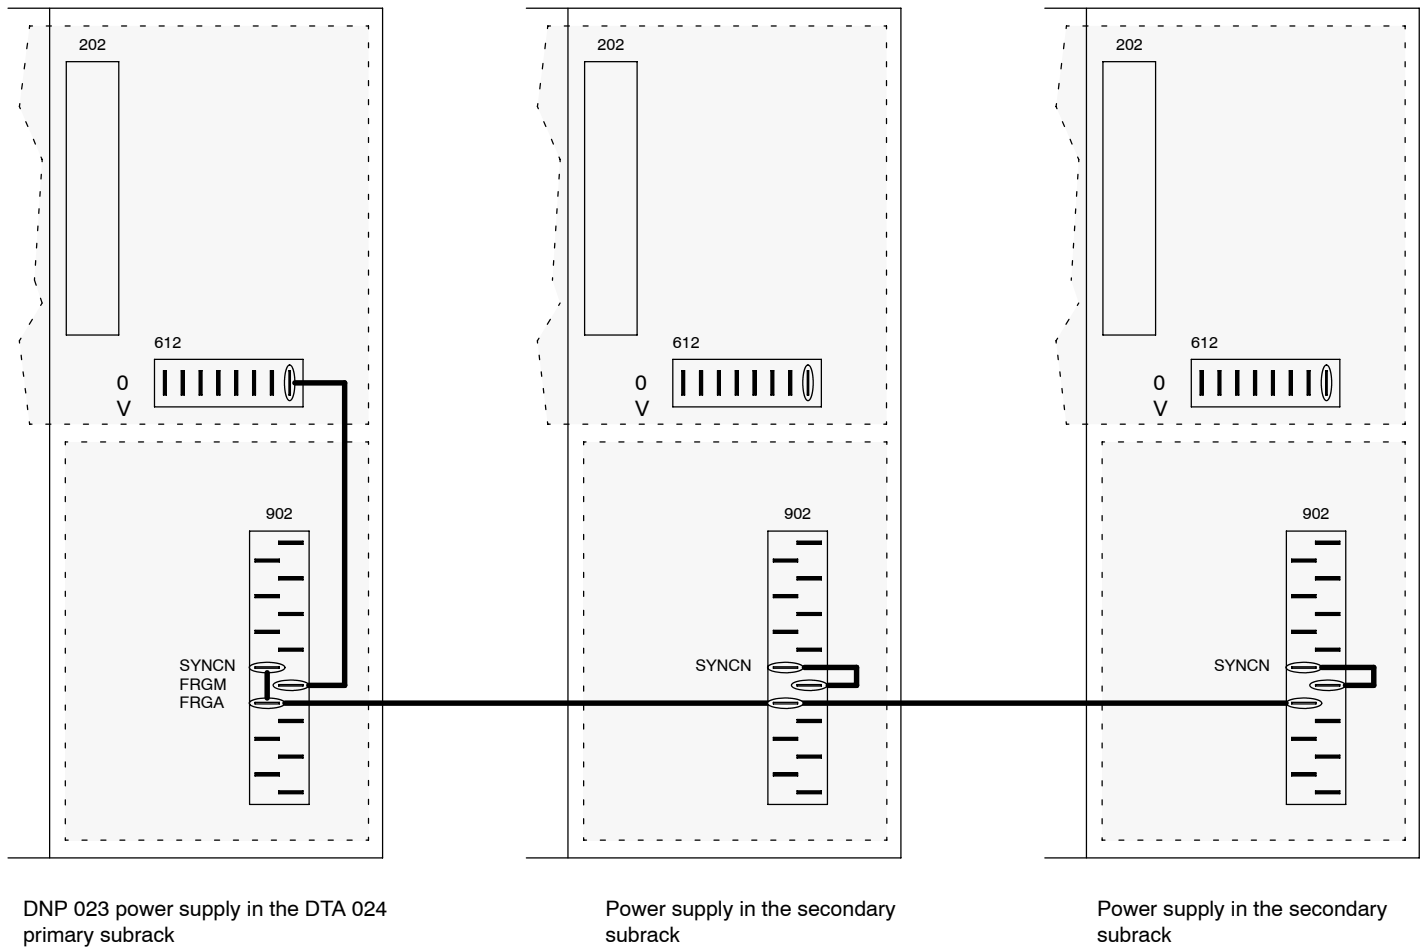 202
202
202
612
612
612
0
V
0
V
0
V
902
902
902
SYNCN
FRGM
FRGA
SYNCN
SYNCN
DNP 023 power supply in the DTA 024
primary subrack
Power supply in the secondary
subrack
Power supply in the secondary
subrack